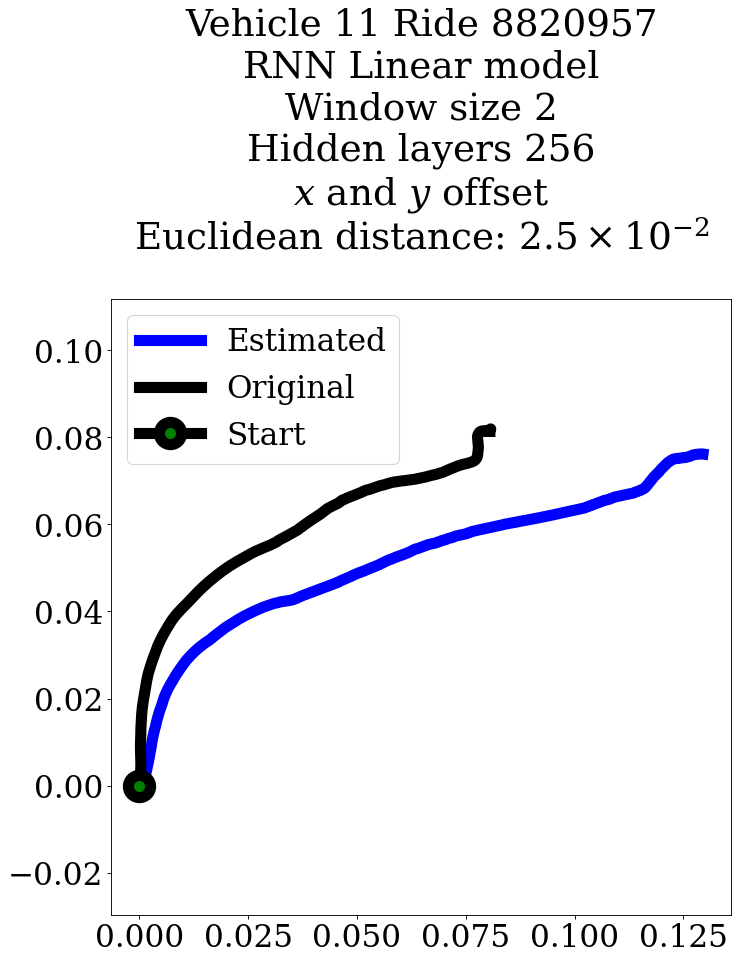 Vehicle 11 Ride 8820957
RNN Linear model
Window size 2
Hidden layers 256
x and y offset
Euclidean distance: 2.5 × 10⁻²
Estimated
Original
Start
0.10
0.08
0.06
0.04
0.02
0.00
−0.02
0.000 0.025 0.050 0.075 0.100 0.125